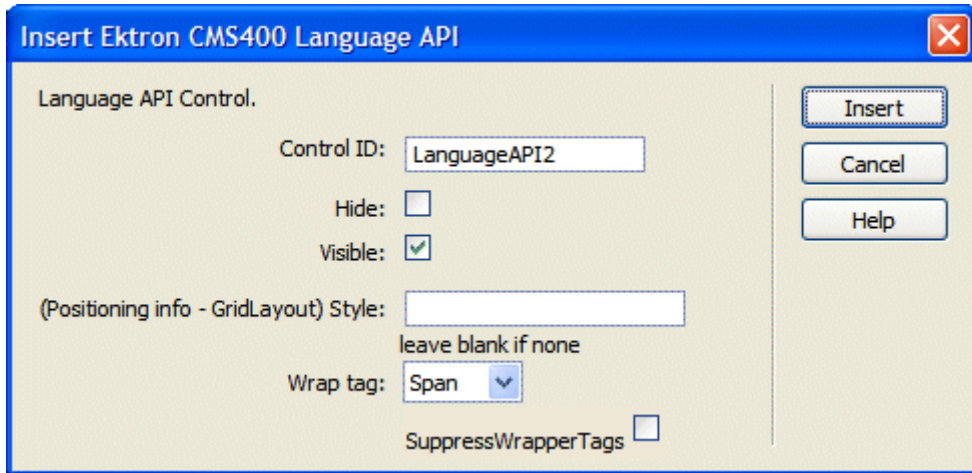 Insert Ektron CMS400 Language API
Language API Control.
Control ID: LanguageAPI2
Hide:
Visible:
(Positioning info - GridLayout) Style:
leave blank if none
Wrap tag: Span
SuppressWrapperTags
Insert
Cancel
Help